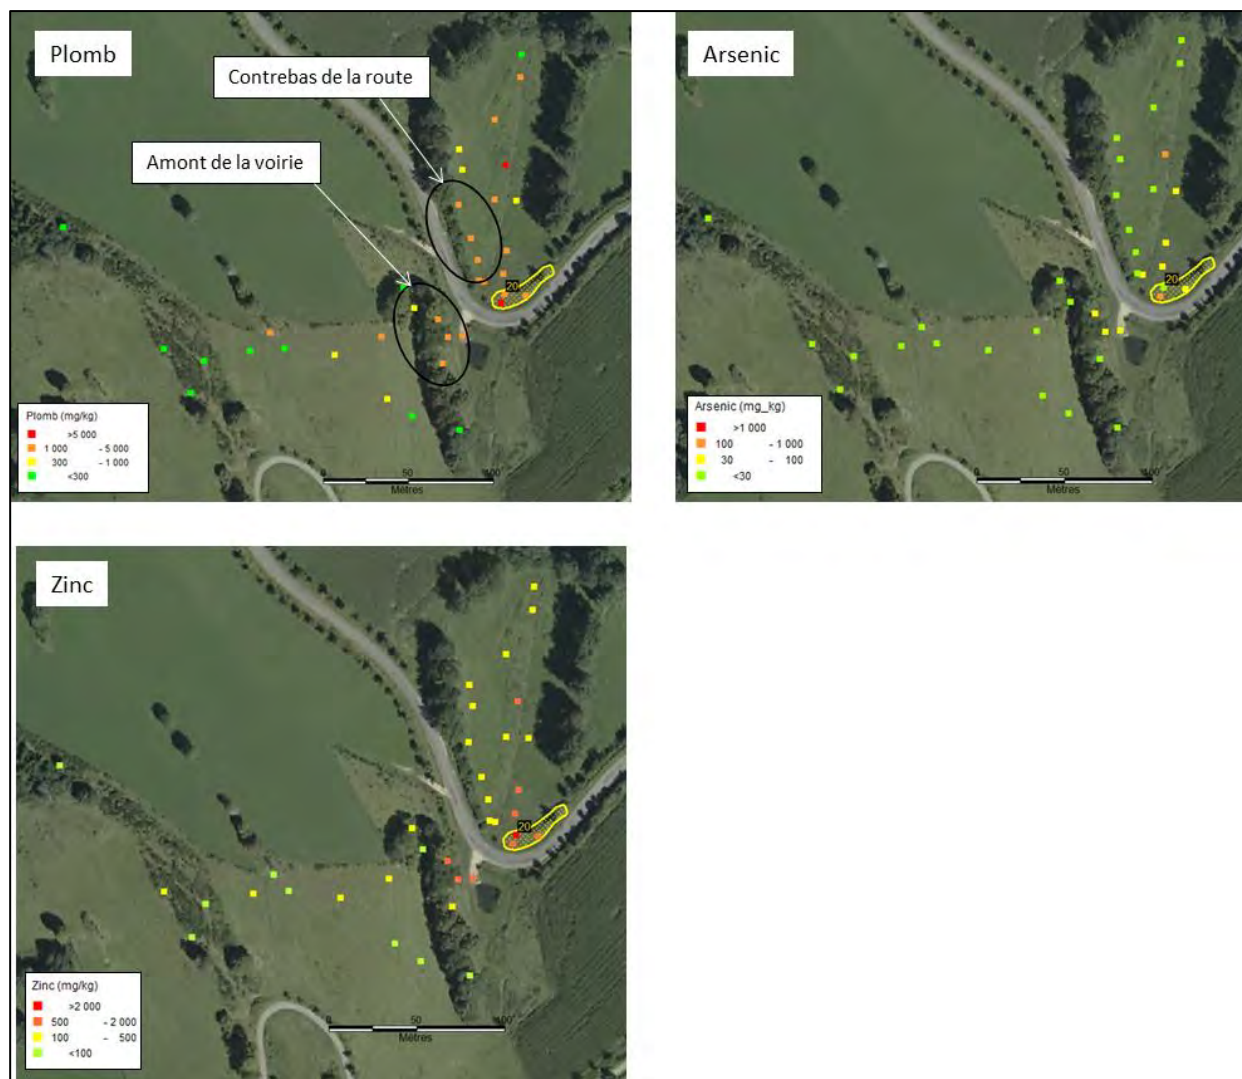 Plomb
Contrebas de la route
Amont de la voirie
20
Plomb (mg/kg)
>5 000
1 000 - 5 000
300 - 1 000
<300
0 50 100
Mètres
Arsenic
20
Arsenic (mg_kg)
>1 000
100 - 1 000
30 - 100
<30
0 50 100
Mètres
Zinc
20
Zinc (mg/kg)
>2 000
500 - 2 000
100 - 500
<100
0 50 100
Mètres